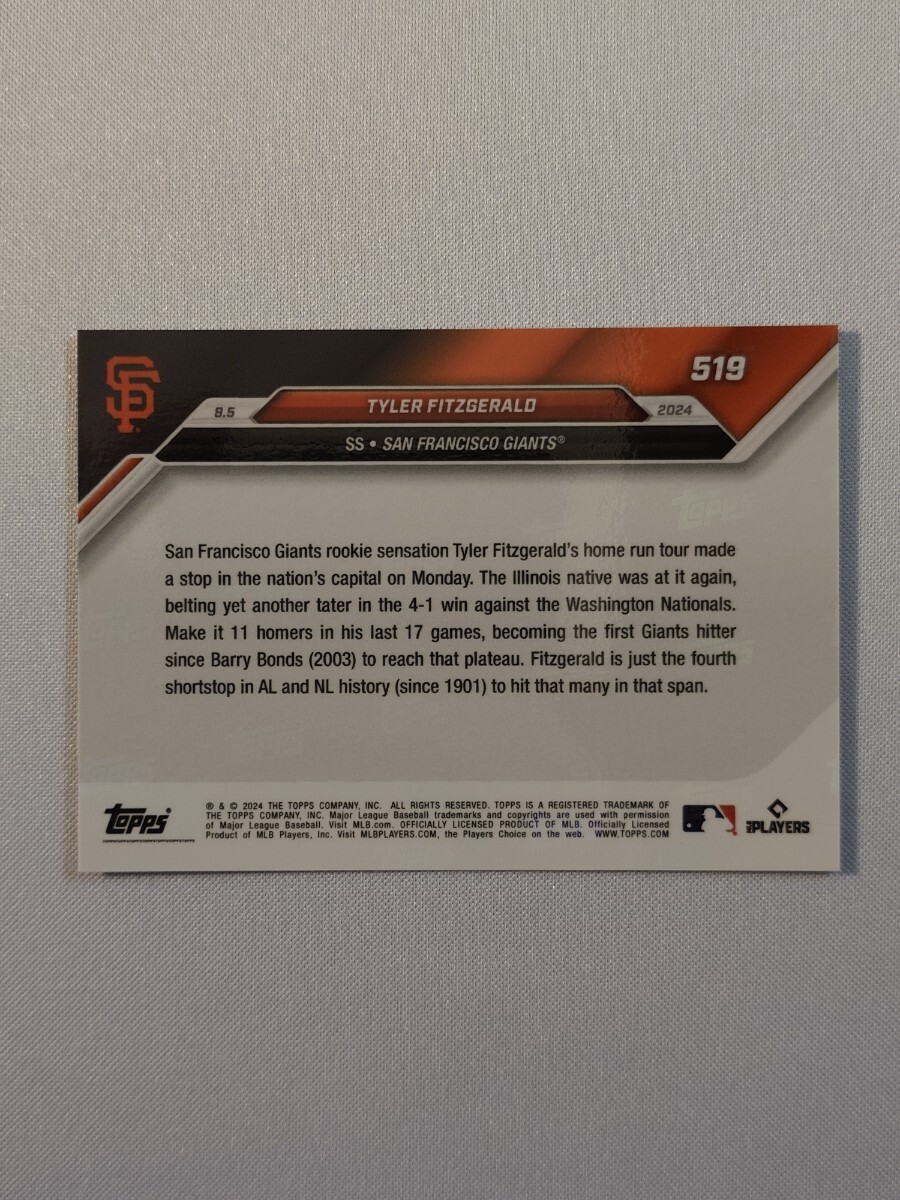 SF
519
8.5
TYLER FITZGERALD
2024
SS • SAN FRANCISCO GIANTS®
San Francisco Giants rookie sensation Tyler Fitzgerald's home run tour made
a stop in the nation's capital on Monday. The Illinois native was at it again,
belting yet another tater in the 4-1 win against the Washington Nationals.
Make it 11 homers in his last 17 games, becoming the first Giants hitter
since Barry Bonds (2003) to reach that plateau. Fitzgerald is just the fourth
shortstop in AL and NL history (since 1901) to hit that many in that span.
Topps®
® & © 2024 THE TOPPS COMPANY, INC. ALL RIGHTS RESERVED. TOPPS IS A REGISTERED TRADEMARK OF
THE TOPPS COMPANY, INC. Major League Baseball trademarks and copyrights are used with permission
of Major League Baseball. Visit MLB.com. OFFICIALLY LICENSED PRODUCT OF MLB. Officially Licensed
Product of MLB Players, Inc. Visit MLBPLAYERS.COM, the Players Choice on the web. WWW.TOPPS.COM
MLB PLAYERS